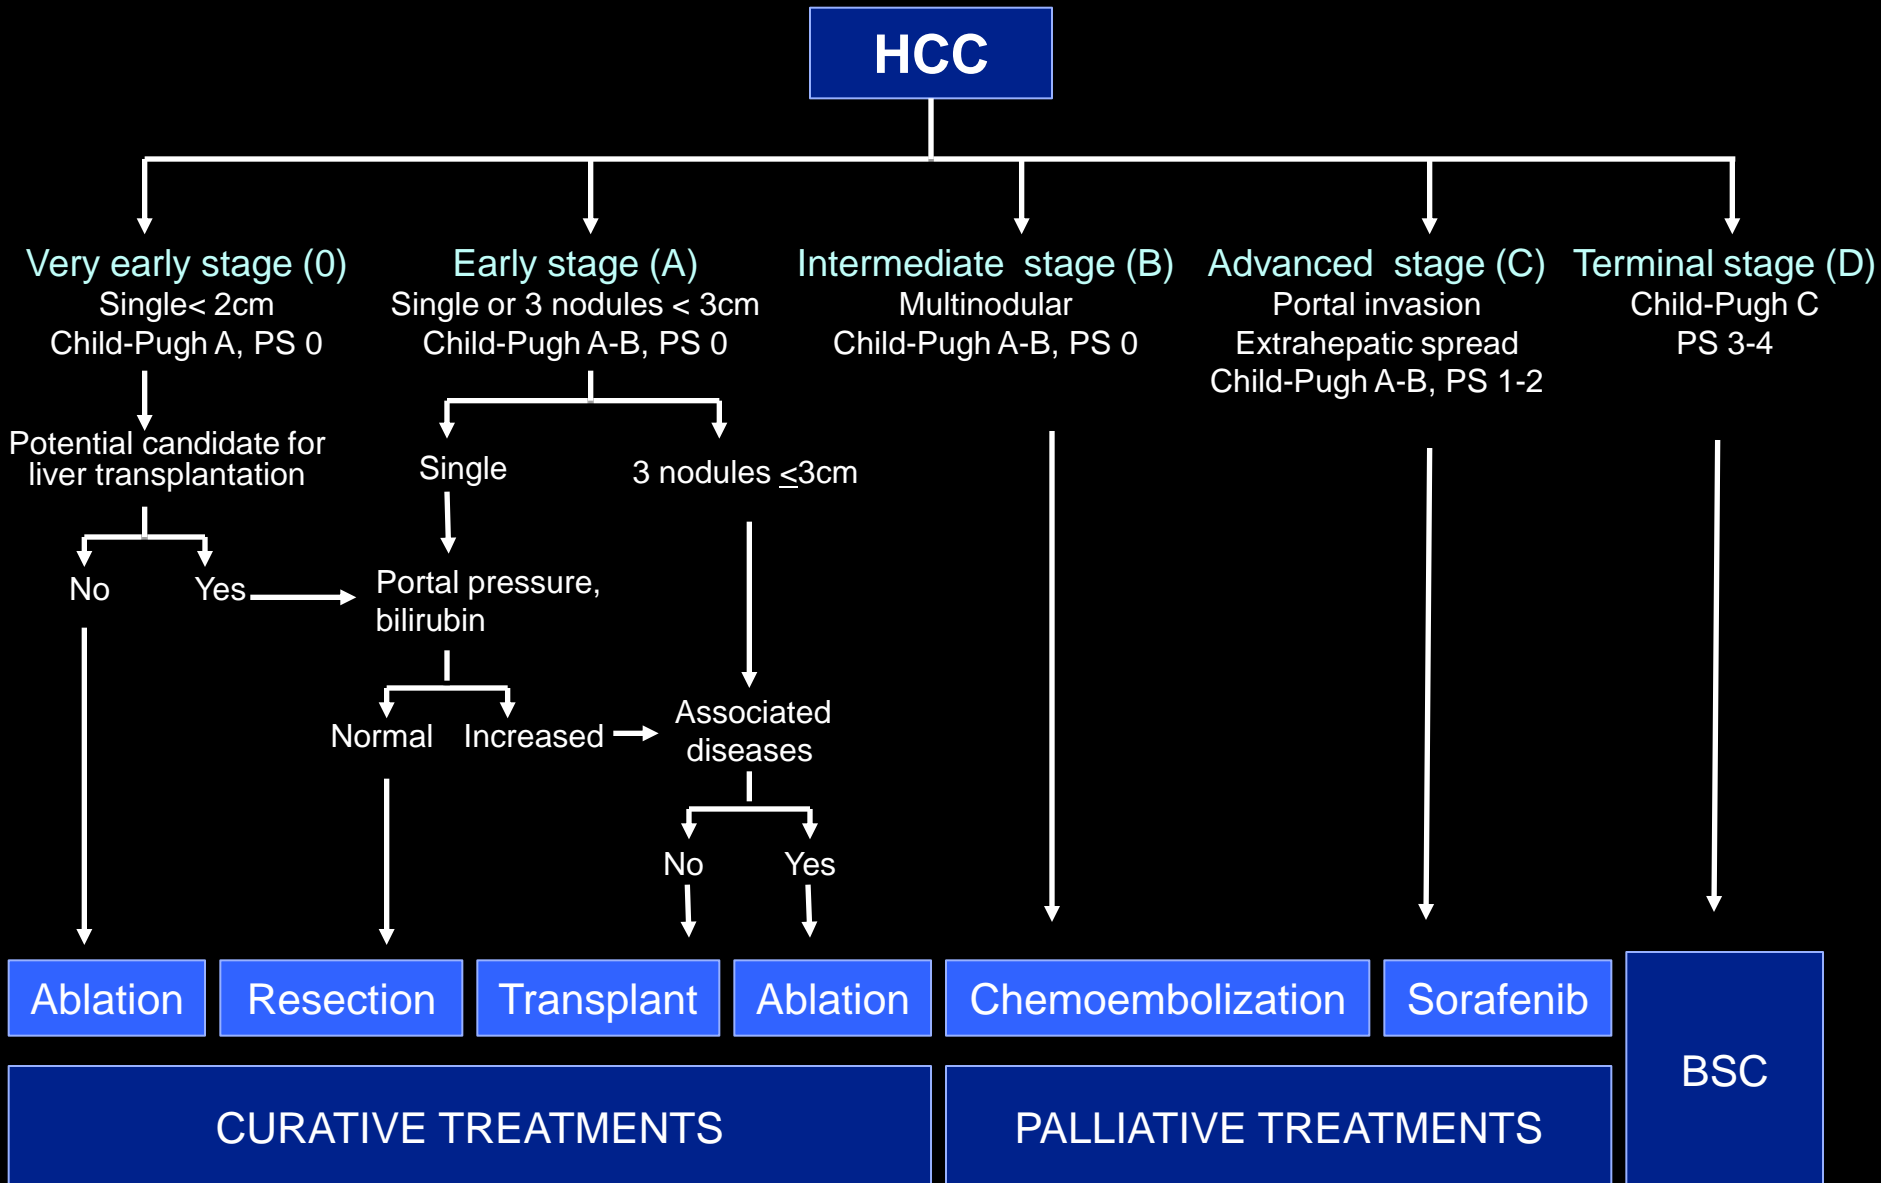 HCC
Very early stage (0)
Single< 2cm
Child-Pugh A, PS 0
Early stage (A)
Single or 3 nodules < 3cm
Child-Pugh A-B, PS 0
Intermediate stage (B)
Multinodular
Child-Pugh A-B, PS 0
Advanced stage (C)
Portal invasion
Extrahepatic spread
Child-Pugh A-B, PS 1-2
Terminal stage (D)
Child-Pugh C
PS 3-4
Potential candidate for
liver transplantation
Single
3 nodules ≤3cm
No
Yes
Portal pressure,
bilirubin
Normal
Increased
Associated
diseases
No
Yes
Ablation
Resection
Transplant
Ablation
Chemoembolization
Sorafenib
BSC
CURATIVE TREATMENTS
PALLIATIVE TREATMENTS